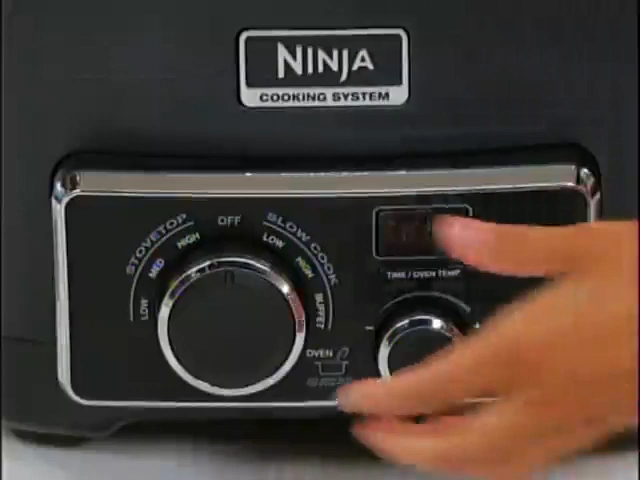 NINJA
COOKING SYSTEM
STOVETOP
LOW
MED
HIGH
OFF
SLOW COOK
LOW
HIGH
BUFFET
OVEN
TIME / OVEN TEMP